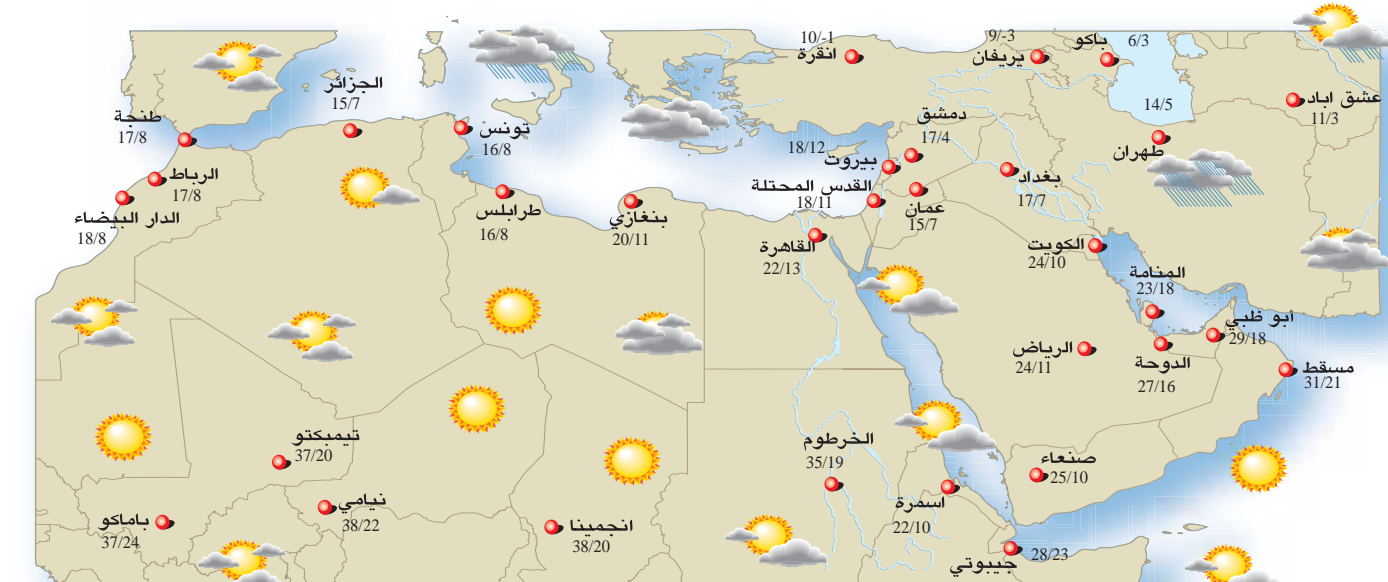 10/-1
انقرة
9/-3
يريفان
باكو
6/3
عشق اباد
11/3
14/5
طهران
الجزائر
15/7
طنجة
17/8
تونس
16/8
دمشق
17/4
18/12
بيروت
القدس المحتلة
18/11
عمان
15/7
بغداد
17/7
الرباط
17/8
الدار البيضاء
18/8
طرابلس
16/8
بنغازي
20/11
القاهرة
22/13
الكويت
24/10
المنامة
23/18
أبو ظبي
29/18
الرياض
24/11
الدوحة
27/16
مسقط
31/21
تيمبكتو
37/20
الخرطوم
35/19
صنعاء
25/10
اسمرة
22/10
نيامي
38/22
باماكو
37/24
انجمينا
38/20
28/23
جيبوتي